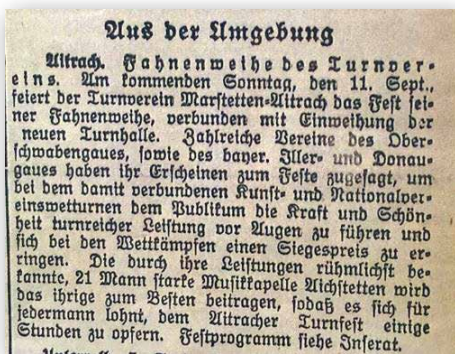 Aus der Umgebung
Aitrach. Fahnenweihe des Turnver-
eins. Am kommenden Sonntag, den 11. Sept.,
feiert der Turnverein Marstetten-Aitrach das Fest sei-
ner Fahnenweihe, verbunden mit Einweihung der
neuen Turnhalle. Zahlreiche Vereine des Ober-
schwabengaues, sowie des bayer. Iller- und Donau-
gaues haben ihr Erscheinen zum Feste zugesagt, um
bei dem damit verbundenen Kunst- und Nationalver-
einswetturnen dem Publikum die Kraft und Schön-
heit turnreicher Leistung vor Augen zu führen und
sich bei den Wettkämpfen einen Siegespreis zu er-
ringen. Die durch ihre Leistungen rühmlichst be-
kannte, 21 Mann starke Musikkapelle Aichstetten wird
das ihrige zum Besten beitragen, sodaß es sich für
jedermann lohnt, dem Aitracher Turnfest einige
Stunden zu opfern. Festprogramm siehe Inserat.